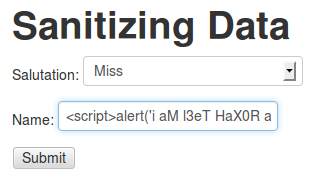 Sanitizing Data
Salutation: Miss
Name: <script>alert('i aM l3eT HaX0R a
Submit